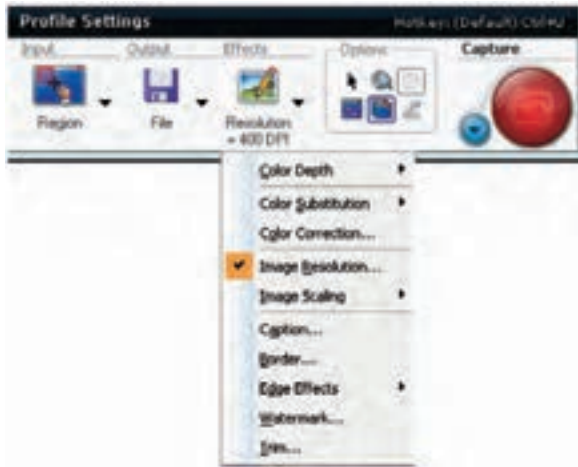 Profile Settings
Hotkey: (Default) Ctrl+U
Input Output Effects Options Capture
Region File Resolution
= 400 DPI
Color Depth
Color Substitution
Color Correction...
Image Resolution...
Image Scaling
Caption...
Border...
Edge Effects
Watermark...
Trim...